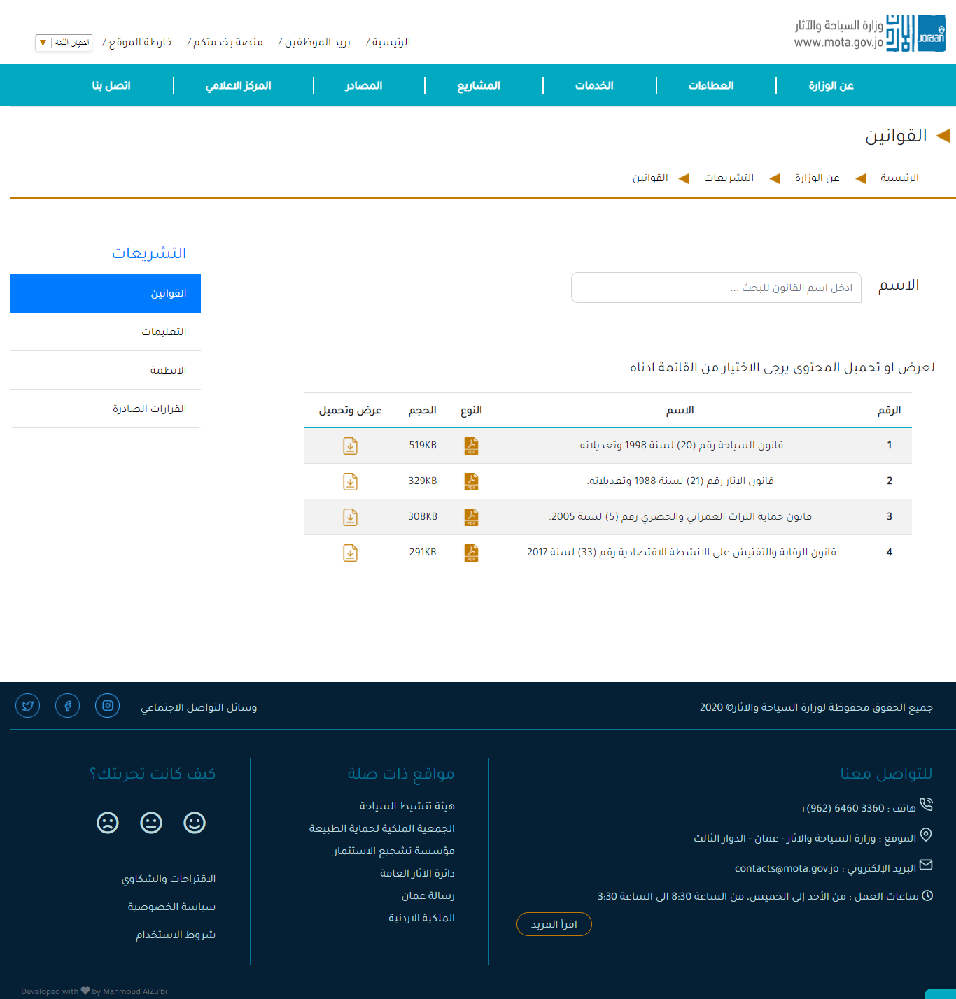 وزارة السياحة والآثار
www.mota.gov.jo
Jordan
الرئيسية /
بريد الموظفين /
منصة بخدمتكم /
خارطة الموقع /
اختيار اللغة
عن الوزارة
العطاءات
الخدمات
المشاريع
المصادر
المركز الاعلامي
اتصل بنا
القوانين
الرئيسية
عن الوزارة
التشريعات
القوانين
الاسم
ادخل اسم القانون للبحث ...
لعرض او تحميل المحتوى يرجى الاختيار من القائمة ادناه
الرقم الاسم النوع الحجم عرض وتحميل
1 قانون السياحة رقم (20) لسنة 1998 وتعديلاته. PDF 519KB
2 قانون الاثار رقم (21) لسنة 1988 وتعديلاته. PDF 329KB
3 قانون حماية التراث العمراني والحضري رقم (5) لسنة 2005. PDF 308KB
4 قانون الرقابة والتفتيش على الانشطة الاقتصادية رقم (33) لسنة 2017. PDF 291KB
التشريعات
القوانين
التعليمات
الانظمة
القرارات الصادرة
جميع الحقوق محفوظة لوزارة السياحة والاثار© 2020
وسائل التواصل الاجتماعي
للتواصل معنا
هاتف : 3360 6460 (962)+
الموقع : وزارة السياحة والاثار - عمان - الدوار الثالث
البريد الإلكتروني : contacts@mota.gov.jo
ساعات العمل : من الأحد إلى الخميس، من الساعة 8:30 الى الساعة 3:30
اقرأ المزيد
مواقع ذات صلة
هيئة تنشيط السياحة
الجمعية الملكية لحماية الطبيعة
مؤسسة تشجيع الاستثمار
دائرة الآثار العامة
رسالة عمان
الملكية الاردنية
كيف كانت تجربتك؟
الاقتراحات والشكاوي
سياسة الخصوصية
شروط الاستخدام
Developed with ❤ by Mahmoud AlZu'bi